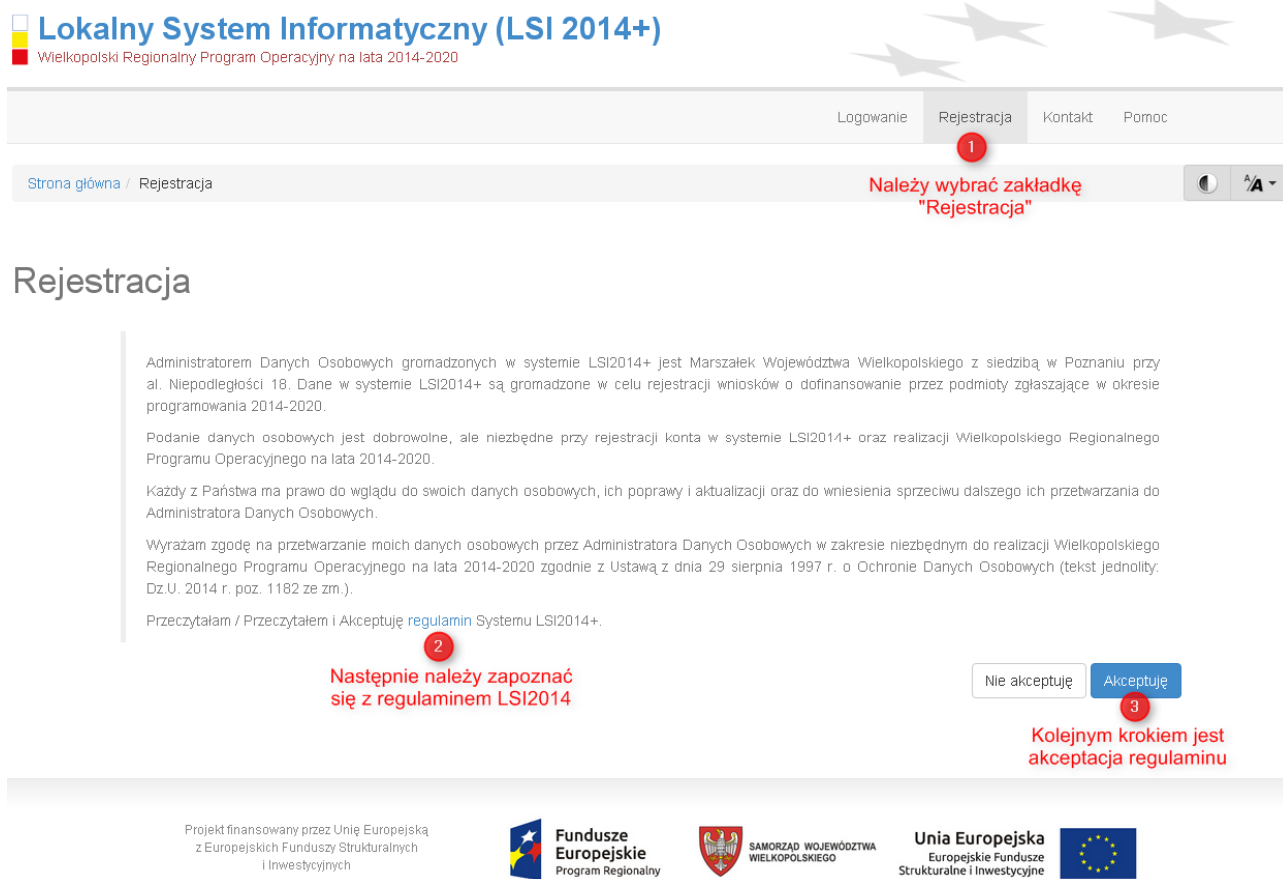 Lokalny System Informatyczny (LSI 2014+)
Wielkopolski Regionalny Program Operacyjny na lata 2014-2020
Logowanie Rejestracja Kontakt Pomoc
1
Strona główna / Rejestracja
Należy wybrać zakładkę
"Rejestracja"
A/A
Rejestracja
Administratorem Danych Osobowych gromadzonych w systemie LSI2014+ jest Marszałek Województwa Wielkopolskiego z siedzibą w Poznaniu przy
al. Niepodległości 18. Dane w systemie LSI2014+ są gromadzone w celu rejestracji wniosków o dofinansowanie przez podmioty zgłaszające w okresie
programowania 2014-2020.
Podanie danych osobowych jest dobrowolne, ale niezbędne przy rejestracji konta w systemie LSI2014+ oraz realizacji Wielkopolskiego Regionalnego
Programu Operacyjnego na lata 2014-2020.
Każdy z Państwa ma prawo do wglądu do swoich danych osobowych, ich poprawy i aktualizacji oraz do wniesienia sprzeciwu dalszego ich przetwarzania do
Administratora Danych Osobowych.
Wyrażam zgodę na przetwarzanie moich danych osobowych przez Administratora Danych Osobowych w zakresie niezbędnym do realizacji Wielkopolskiego
Regionalnego Programu Operacyjnego na lata 2014-2020 zgodnie z Ustawą z dnia 29 sierpnia 1997 r. o Ochronie Danych Osobowych (tekst jednolity:
Dz.U. 2014 r. poz. 1182 ze zm.).
Przeczytałam / Przeczytałem i Akceptuję regulamin Systemu LSI2014+.
2
Następnie należy zapoznać
się z regulaminem LSI2014
Nie akceptuję Akceptuję
3
Kolejnym krokiem jest
akceptacja regulaminu
Projekt finansowany przez Unię Europejską
z Europejskich Funduszy Strukturalnych
i Inwestycyjnych
Fundusze
Europejskie
Program Regionalny
SAMORZĄD WOJEWÓDZTWA
WIELKOPOLSKIEGO
Unia Europejska
Europejskie Fundusze
Strukturalne i Inwestycyjne